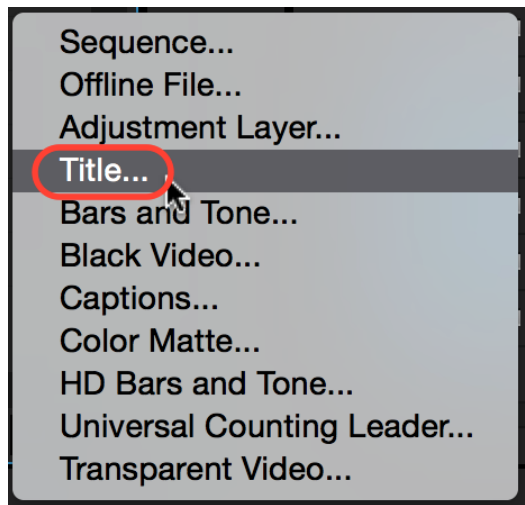 Sequence...
Offline File...
Adjustment Layer...
Title...
Bars and Tone...
Black Video...
Captions...
Color Matte...
HD Bars and Tone...
Universal Counting Leader...
Transparent Video...